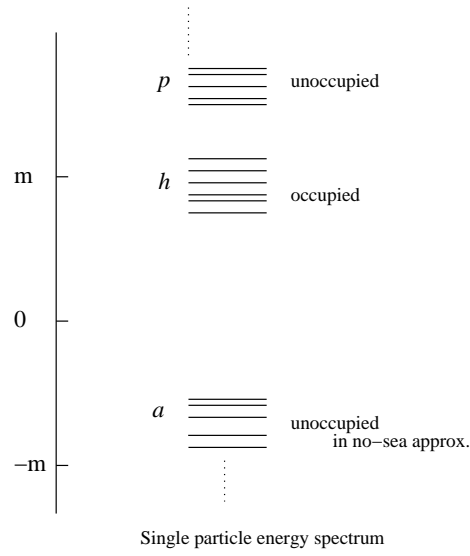 p unoccupied
m
h
occupied
0
a
unoccupied
in no−sea approx.
−m
Single particle energy spectrum